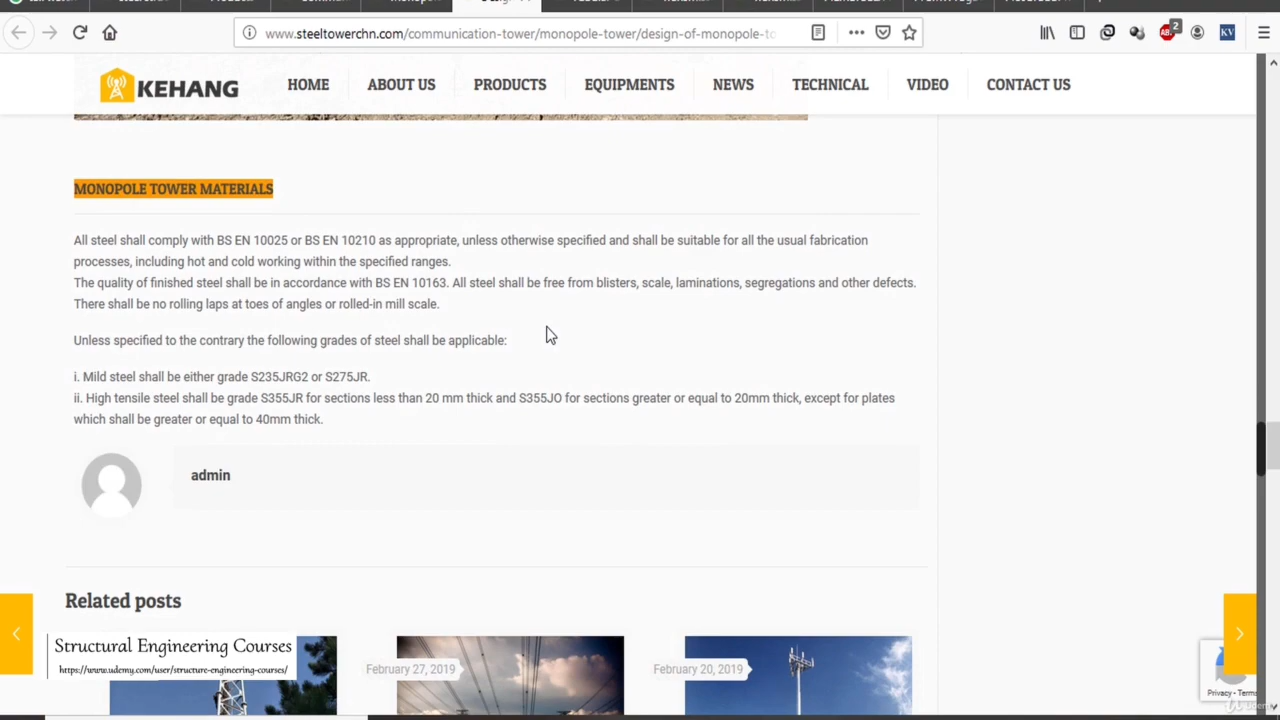 www.steeltowerchn.com/communication-tower/monopole-tower/design-of-monopole-to
2
KV
KEHANG
HOME
ABOUT US
PRODUCTS
EQUIPMENTS
NEWS
TECHNICAL
VIDEO
CONTACT US
MONOPOLE TOWER MATERIALS
All steel shall comply with BS EN 10025 or BS EN 10210 as appropriate, unless otherwise specified and shall be suitable for all the usual fabrication
processes, including hot and cold working within the specified ranges.
The quality of finished steel shall be in accordance with BS EN 10163. All steel shall be free from blisters, scale, laminations, segregations and other defects.
There shall be no rolling laps at toes of angles or rolled-in mill scale.
Unless specified to the contrary the following grades of steel shall be applicable:
i. Mild steel shall be either grade S235JRG2 or S275JR.
ii. High tensile steel shall be grade S355JR for sections less than 20 mm thick and S355JO for sections greater or equal to 20mm thick, except for plates
which shall be greater or equal to 40mm thick.
admin
Related posts
Structural Engineering Courses
https://www.udemy.com/user/structure-engineering-courses/
February 27, 2019
February 20, 2019
Privacy - Terms